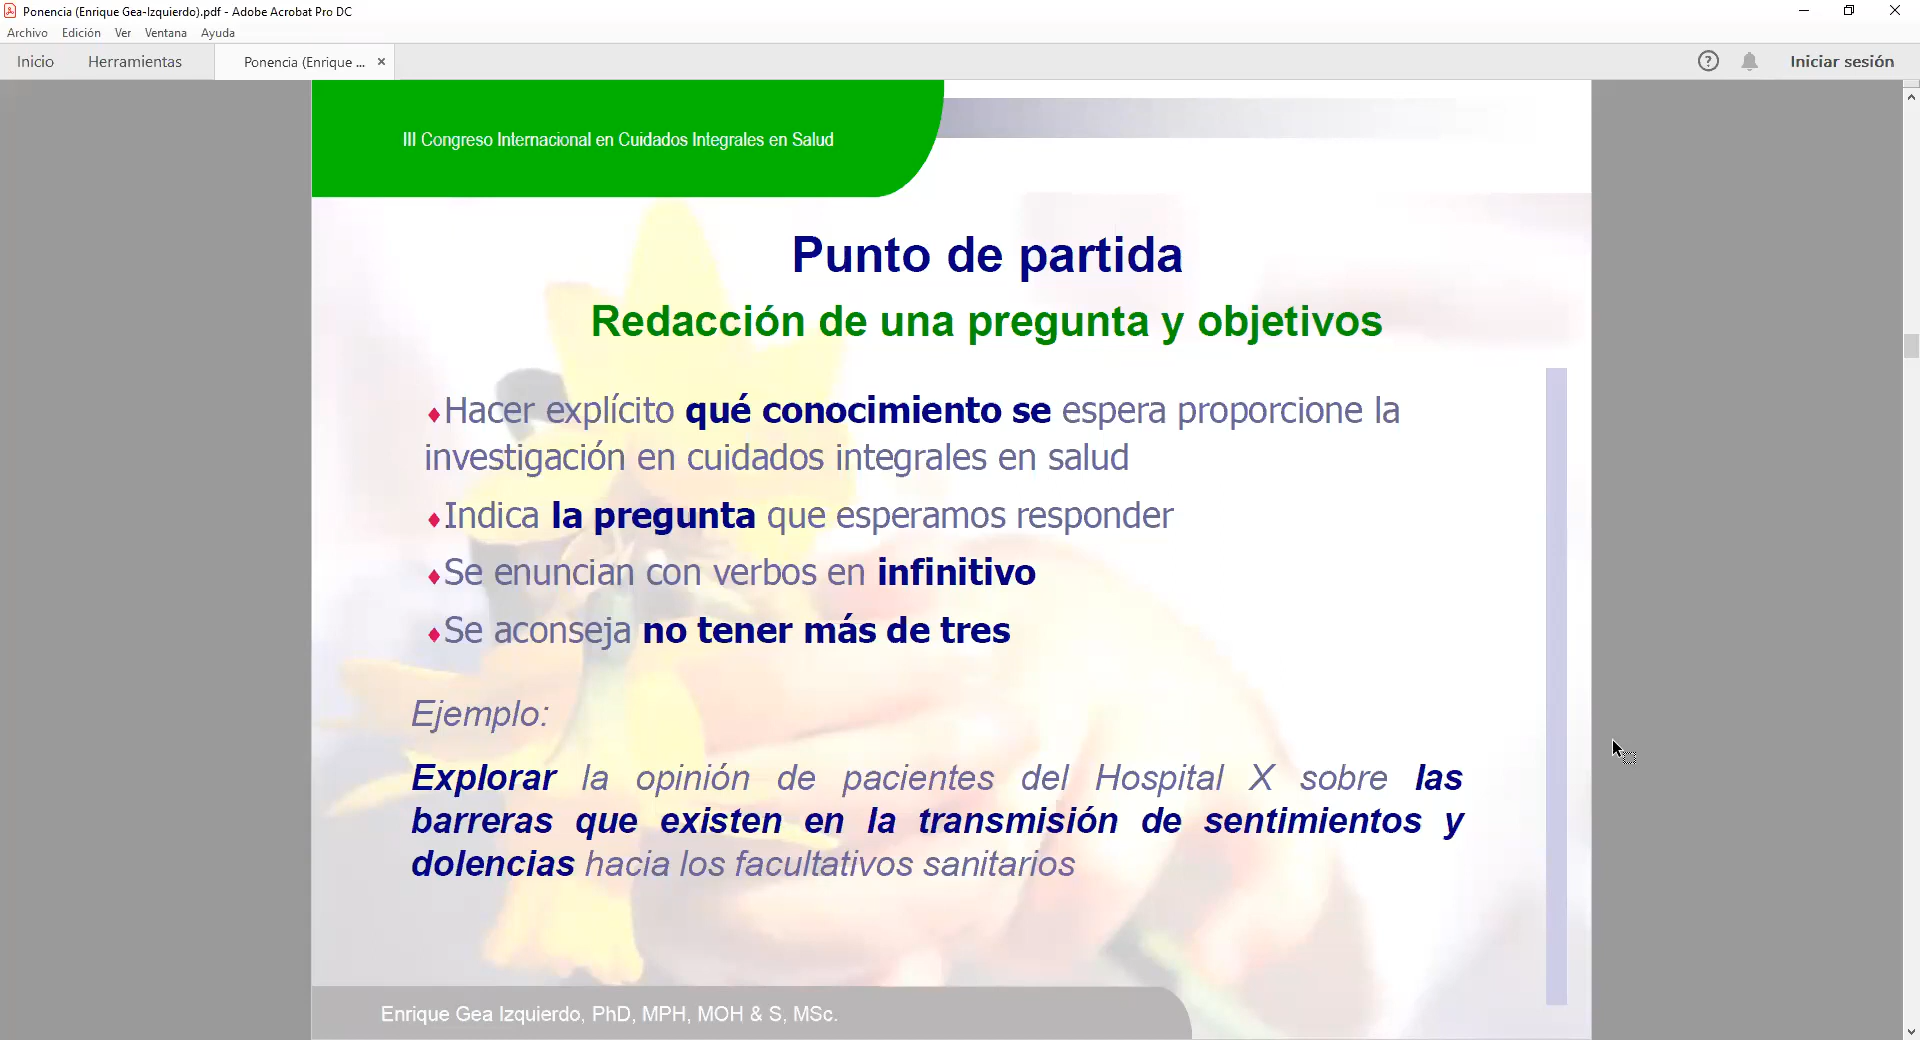 Ponencia (Enrique Gea-Izquierdo).pdf - Adobe Acrobat Pro DC
Archivo Edición Ver Ventana Ayuda
Inicio Herramientas Ponencia (Enrique ... × Iniciar sesión
III Congreso Internacional en Cuidados Integrales en Salud
Punto de partida
Redacción de una pregunta y objetivos
♦Hacer explícito qué conocimiento se espera proporcione la
investigación en cuidados integrales en salud
♦Indica la pregunta que esperamos responder
♦Se enuncian con verbos en infinitivo
♦Se aconseja no tener más de tres
Ejemplo:
Explorar la opinión de pacientes del Hospital X sobre las
barreras que existen en la transmisión de sentimientos y
dolencias hacia los facultativos sanitarios
Enrique Gea Izquierdo, PhD, MPH, MOH & S, MSc.